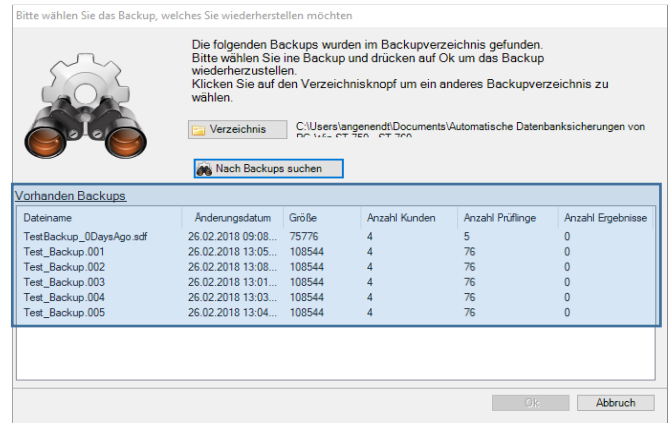 Bitte wählen Sie das Backup, welches Sie wiederherstellen möchten
Die folgenden Backups wurden im Backupverzeichnis gefunden.
Bitte wählen Sie ine Backup und drücken auf Ok um das Backup
wiederherzustellen.
Klicken Sie auf den Verzeichnisknopf um ein anderes Backupverzeichnis zu
wählen.
Verzeichnis C:\Users\angenendt\Documents\Automatische Datenbanksicherungen von
PC-Win ST 750 - ST 760
Nach Backups suchen
Vorhanden Backups
Dateiname Änderungsdatum Größe Anzahl Kunden Anzahl Prüflinge Anzahl Ergebnisse
TestBackup_0DaysAgo.sdf 26.02.2018 09:08... 75776 4 5 0
Test_Backup.001 26.02.2018 13:05... 108544 4 76 0
Test_Backup.002 26.02.2018 13:08... 108544 4 76 0
Test_Backup.003 26.02.2018 13:01... 108544 4 76 0
Test_Backup.004 26.02.2018 13:03... 108544 4 76 0
Test_Backup.005 26.02.2018 13:04... 108544 4 76 0
Ok Abbruch